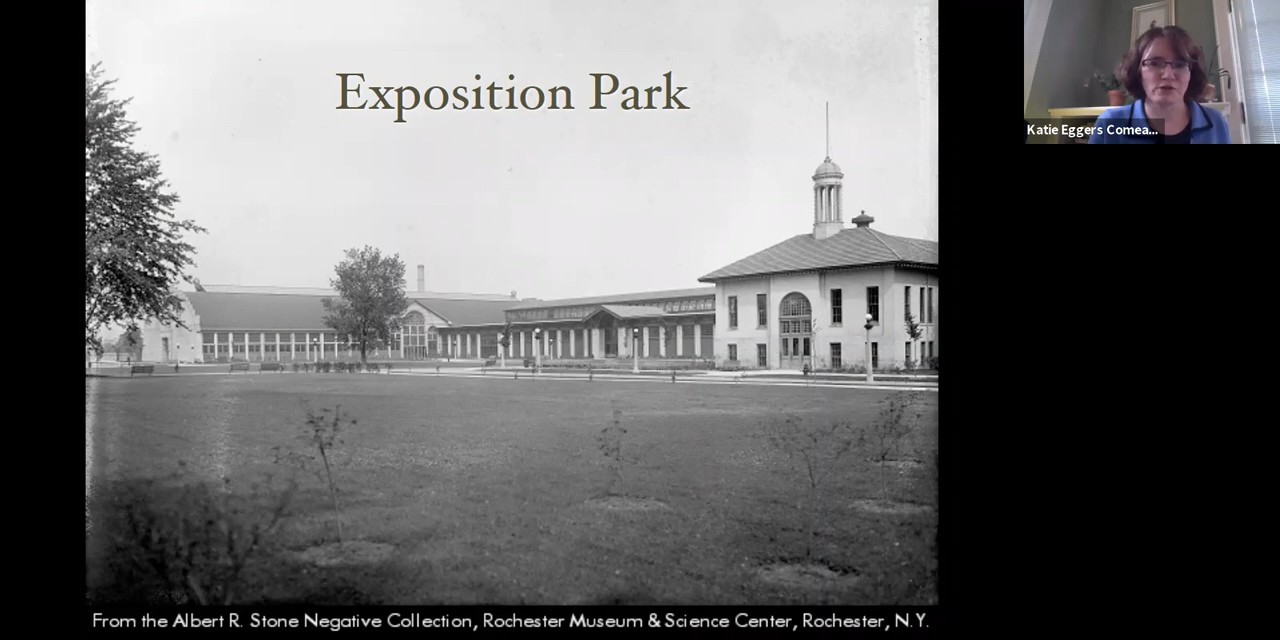 Exposition Park
Katie Eggers Comea...
From the Albert R. Stone Negative Collection, Rochester Museum & Science Center, Rochester, N.Y.